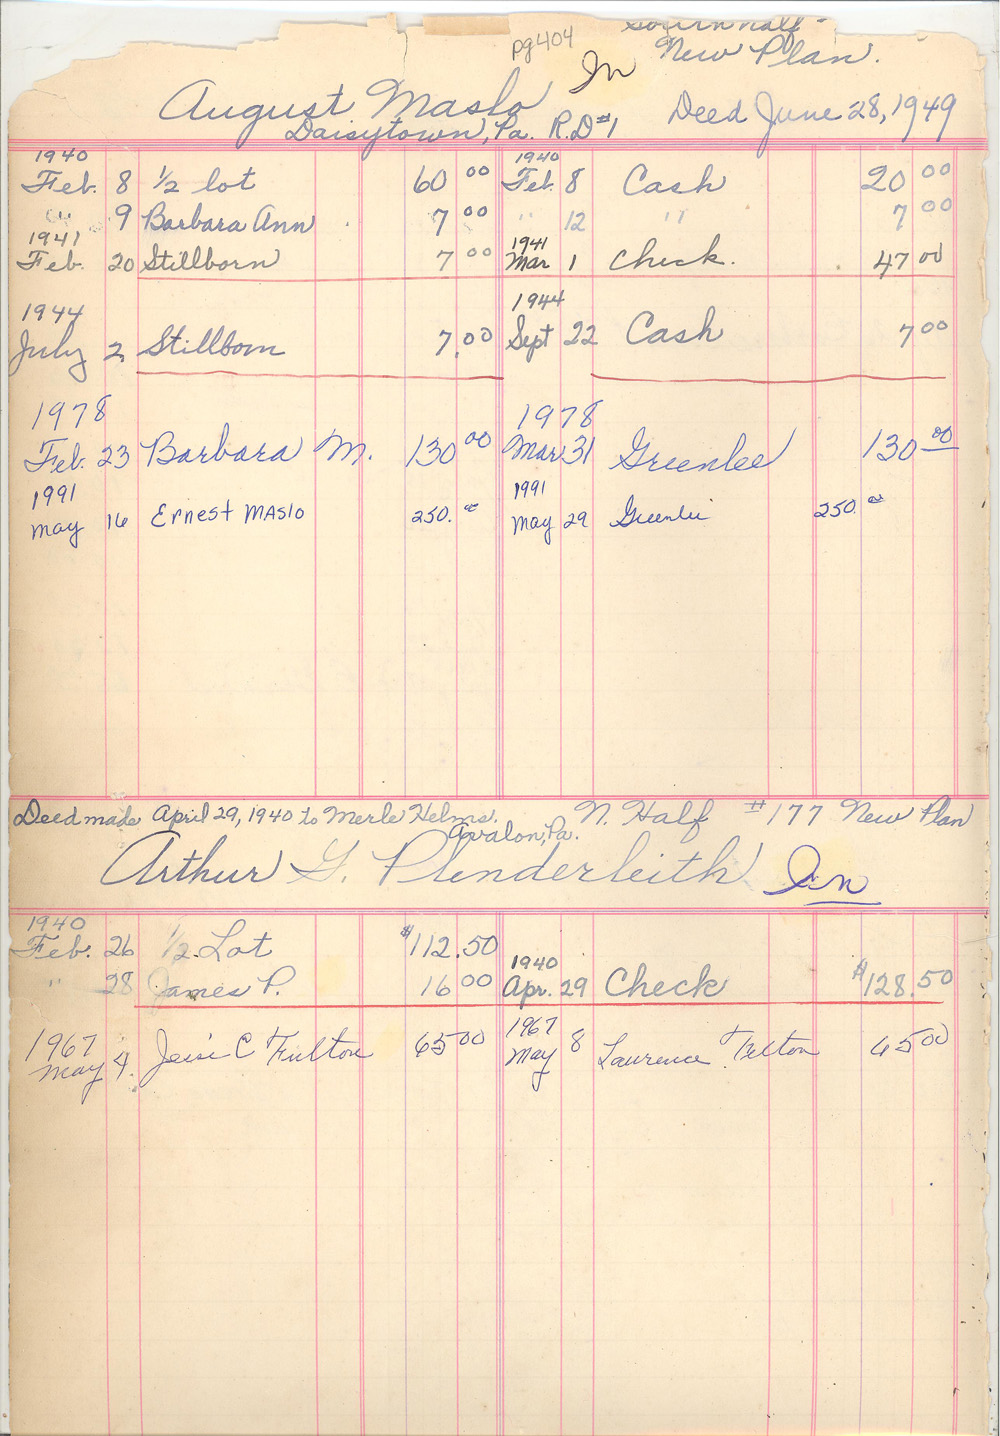 pg 404
South half
In New Plan.
August Maslo Deed June 28, 1949
Daisytown, Pa. R.D #1
1940 1940
Feb. 8 1/2 lot 60 00 Feb. 8 Cash 20 00
" 9 Barbara Ann 7 00 " 12 " 7 00
1941 1941
Feb. 20 Stillborn 7 00 Mar 1 Check. 47 00
1944 1944
July 2 Stillborn 7.00 Sept 22 Cash 7 00
1978 1978
Feb. 23 Barbara M. 130 00 Mar 31 Greenlee 130 00
1991 1991
May 16 Ernest Maslo 250. 00 May 29 Greenlee 250. 00
Deed made April 29, 1940 to Merle Helms. N. Half #177 New Plan
Avalon, Pa.
Arthur G. Plenderleith In
1940
Feb. 26 1/2 Lot $112.50
1940
" 28 James P. 16 00 Apr. 29 Check $128.50
1967 1967
May 4. C Fulton 65 00 May 8 Laurence 65 00